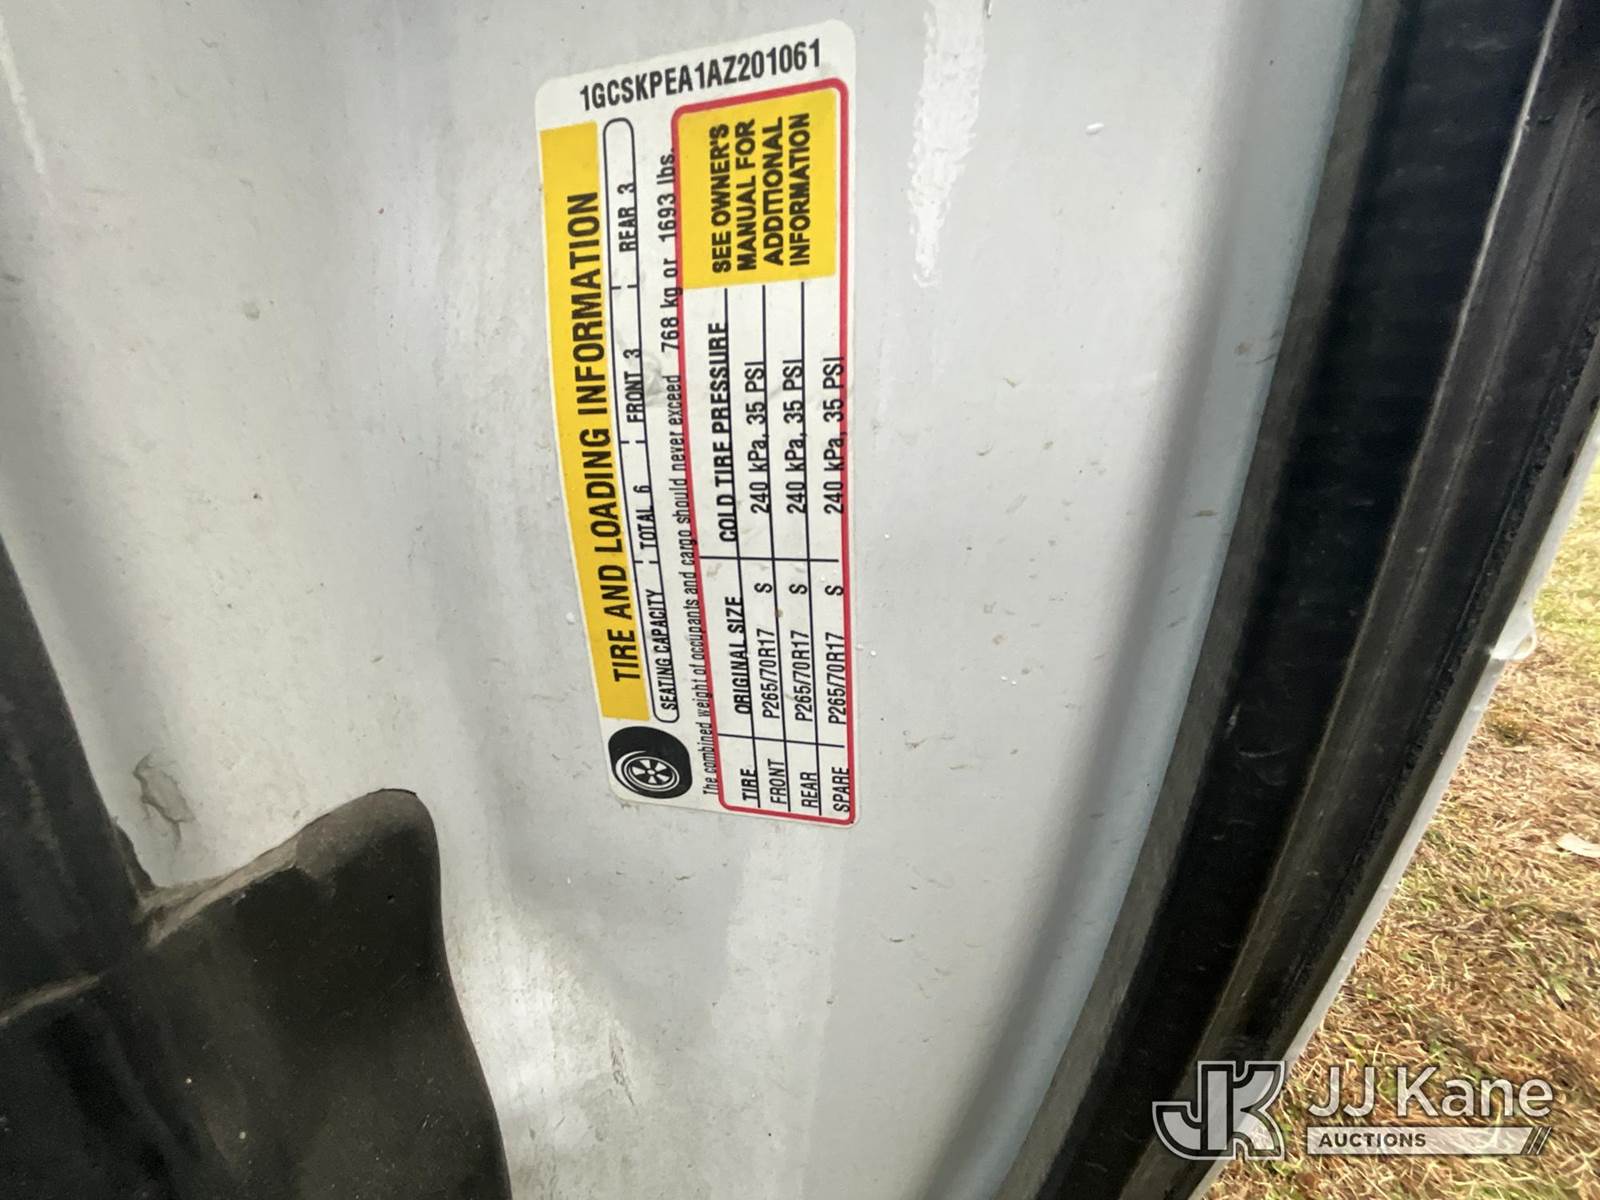 1GCSKPEA1AZ201061
TIRE AND LOADING INFORMATION
SEATING CAPACITY TOTAL 6 FRONT 3 REAR 3
The combined weight of occupants and cargo should never exceed 768 kg or 1693 lbs.
TIRE ORIGINAL SIZE COLD TIRE PRESSURE
FRONT P265/70R17 S 240 kPa, 35 PSI
REAR P265/70R17 S 240 kPa, 35 PSI
SPARE P265/70R17 S 240 kPa, 35 PSI
SEE OWNER'S
MANUAL FOR
ADDITIONAL
INFORMATION
JK JJ Kane
AUCTIONS